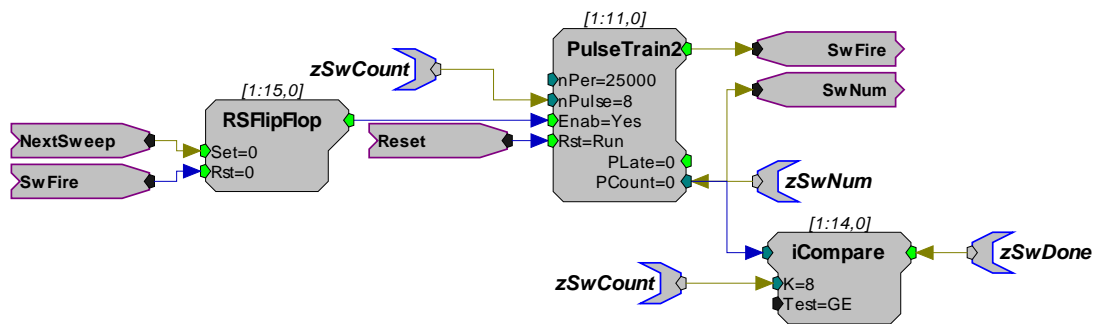 [1:11,0]
PulseTrain2
SwFire
zSwCount
nPer=25000
SwNum
[1:15,0]
nPulse=8
RSFlipFlop
Enab=Yes
NextSweep
Reset
Rst=Run
Set=0
PLate=0
SwFire
Rst=0
PCount=0
zSwNum
[1:14,0]
iCompare
zSwDone
zSwCount
K=8
Test=GE